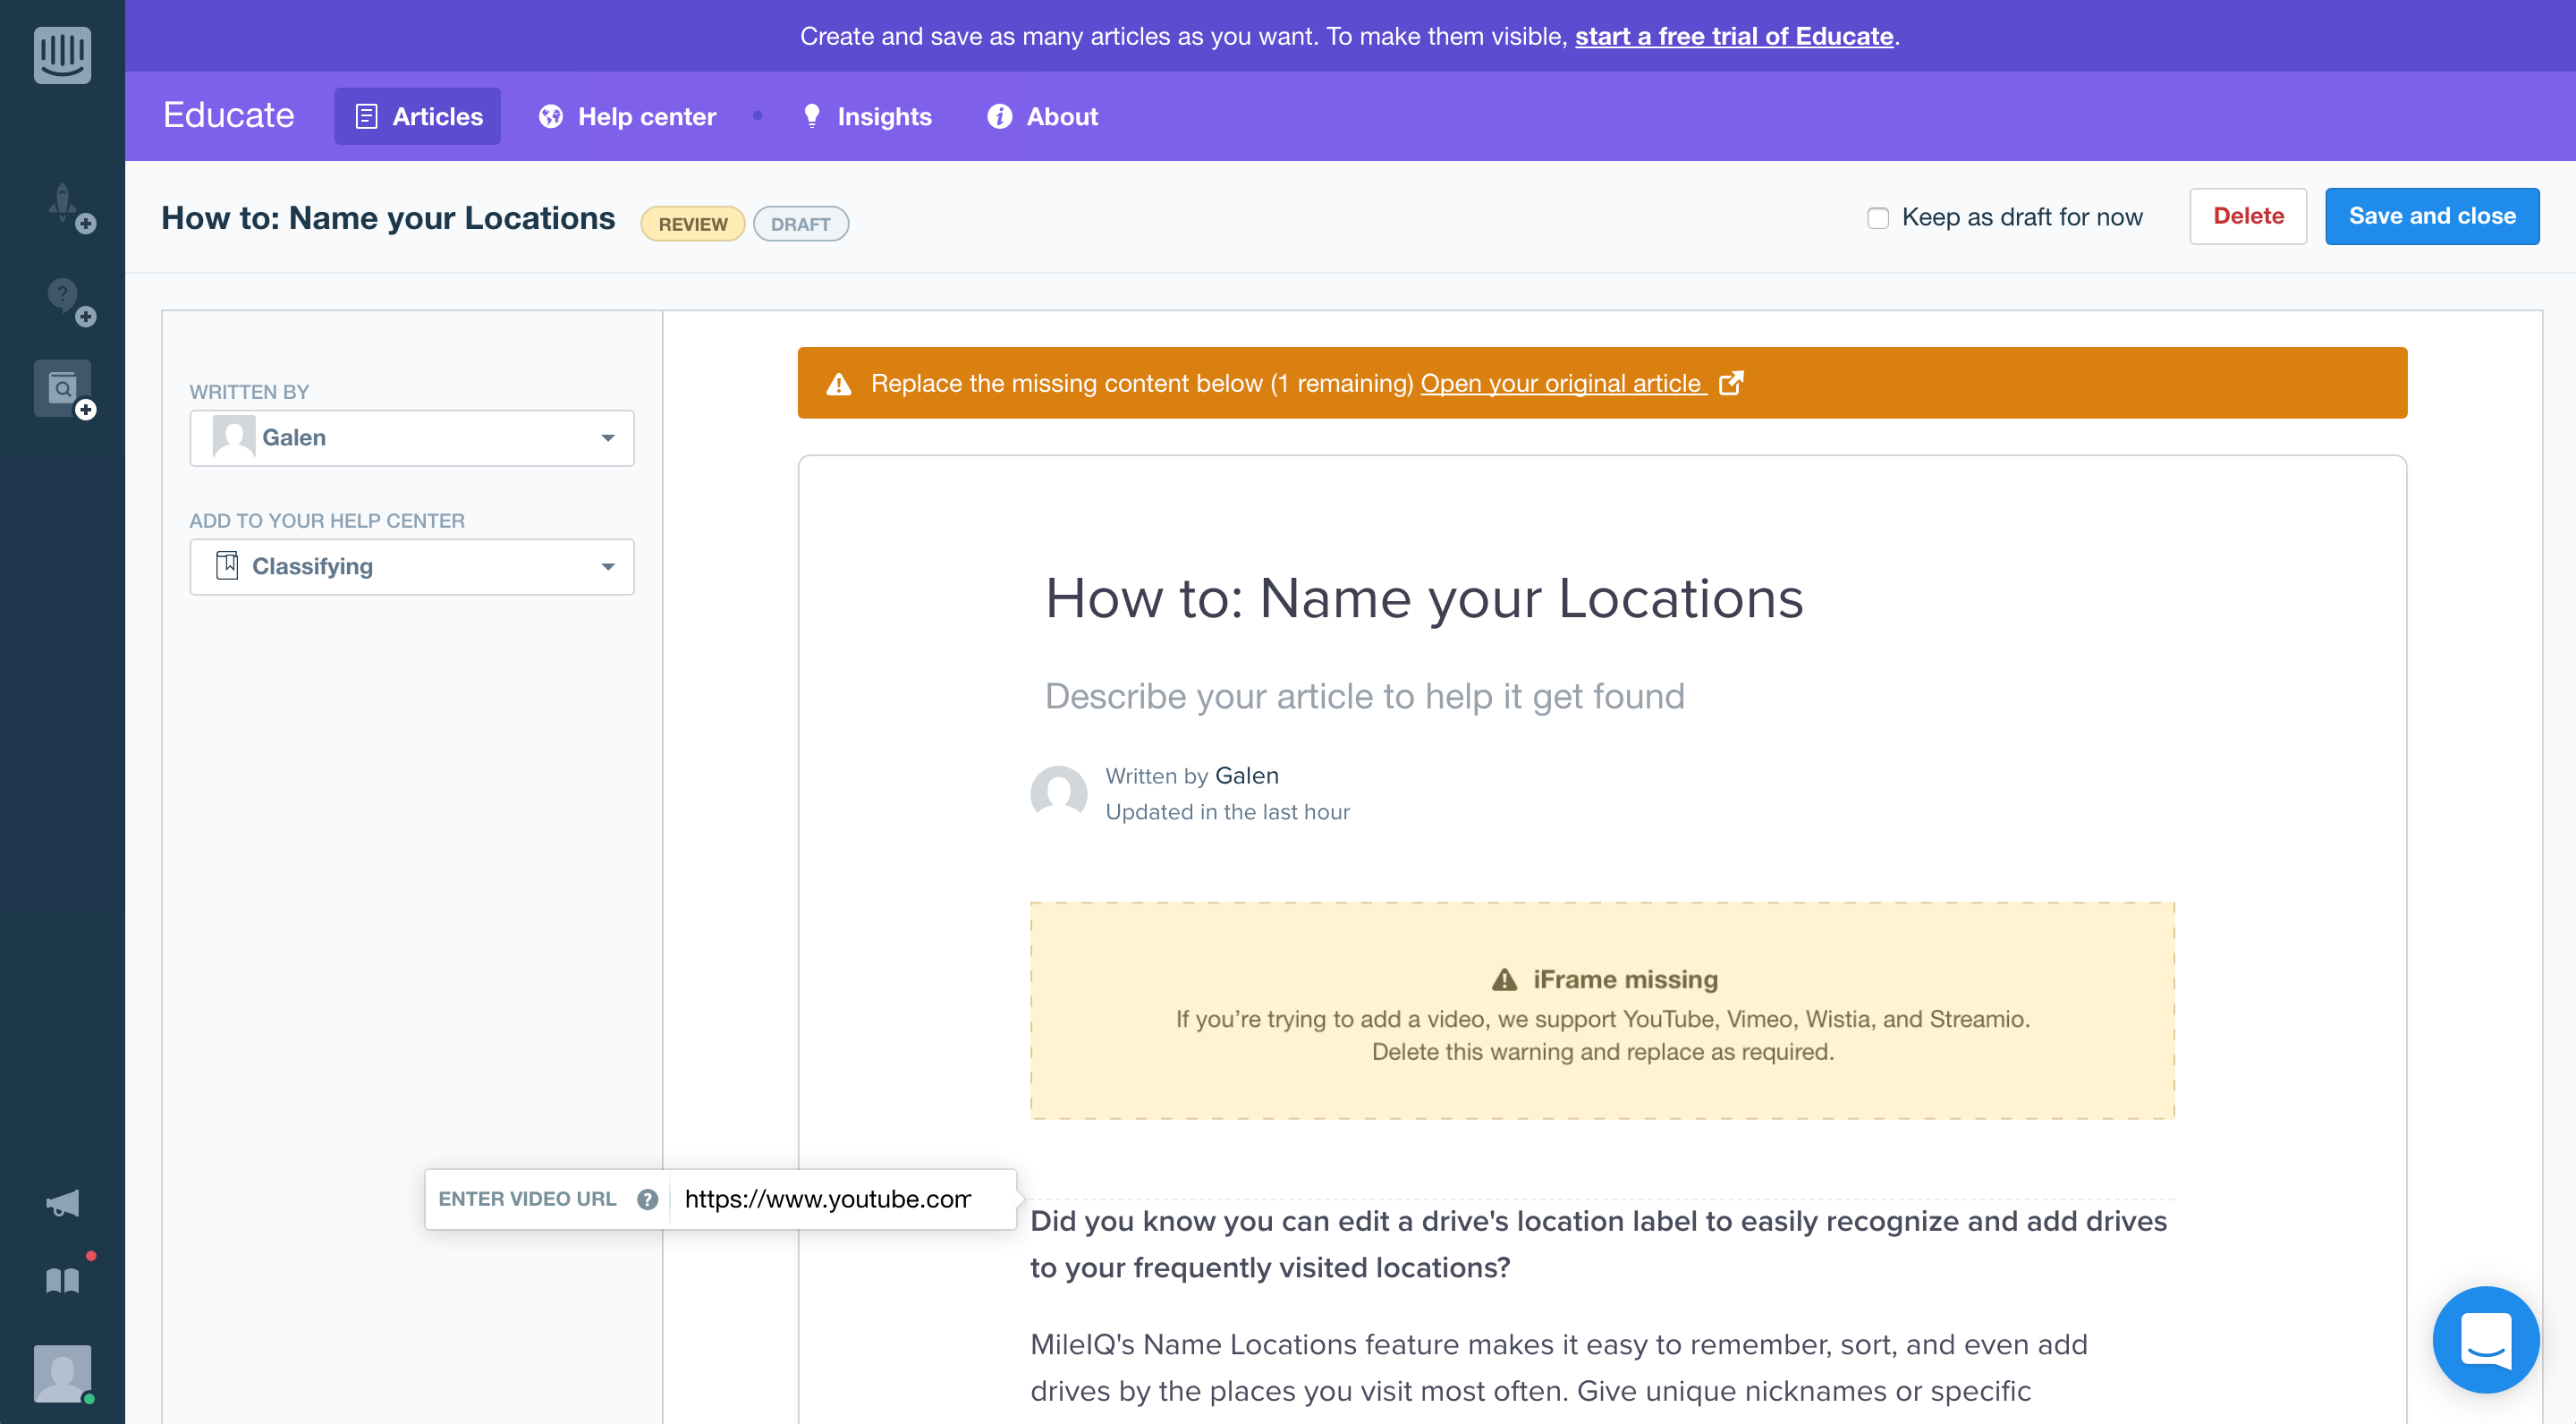 Create and save as many articles as you want. To make them visible, start a free trial of Educate.
Educate
Articles
Help center
Insights
About
How to: Name your Locations
REVIEW
DRAFT
Keep as draft for now
Delete
Save and close
WRITTEN BY
Galen
ADD TO YOUR HELP CENTER
Classifying
Replace the missing content below (1 remaining) Open your original article
How to: Name your Locations
Describe your article to help it get found
Written by Galen
Updated in the last hour
iFrame missing
If you’re trying to add a video, we support YouTube, Vimeo, Wistia, and Streamio.
Delete this warning and replace as required.
ENTER VIDEO URL
https://www.youtube.com
Did you know you can edit a drive's location label to easily recognize and add drives
to your frequently visited locations?
MileIQ's Name Locations feature makes it easy to remember, sort, and even add
drives by the places you visit most often. Give unique nicknames or specific